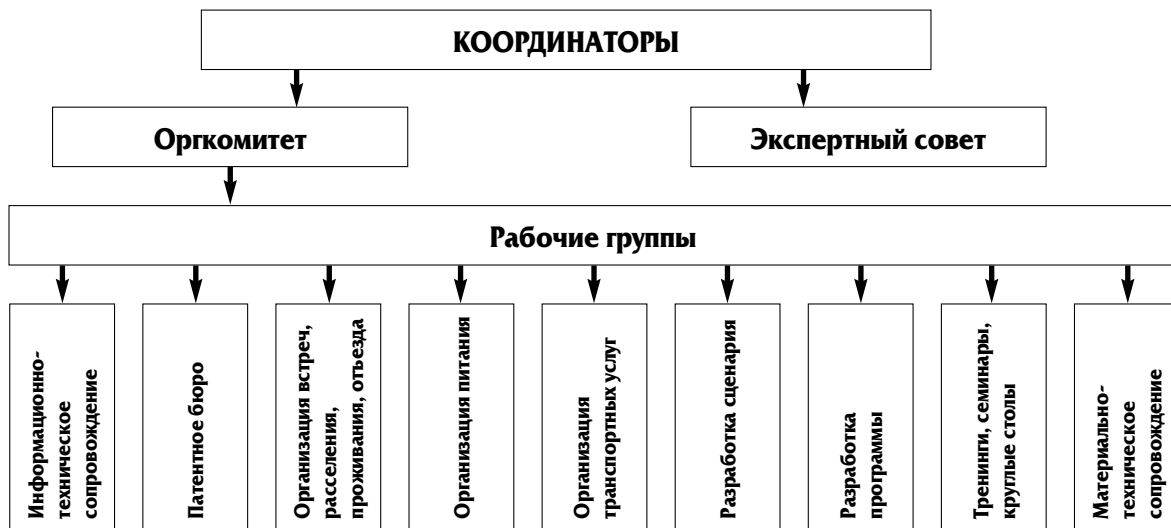 КООРДИНАТОРЫ
Оргкомитет
Экспертный совет
Рабочие группы
Информационно-
техническое
сопровождение
Патентное бюро
Организация встреч,
расселения,
проживания, отъезда
Организация питания
Организация
транспортных услуг
Разработка сценария
Разработка
программы
Тренинги, семинары,
круглые столы
Материально-
техническое
сопровождение